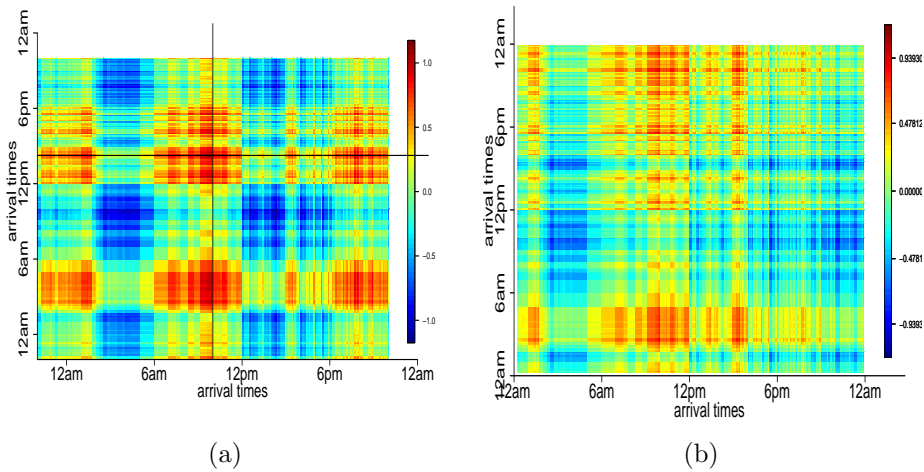 12am
6pm
12pm
6am
12am
arrival times
12am
6am
12pm
6pm
12am
arrival times
1.0
0.5
0.0
−0.5
−1.0
(a)
12am
6pm
12pm
6am
12am
arrival times
12am
6am
12pm
6pm
12am
arrival times
0.93930
0.47812
0.00000
(b)